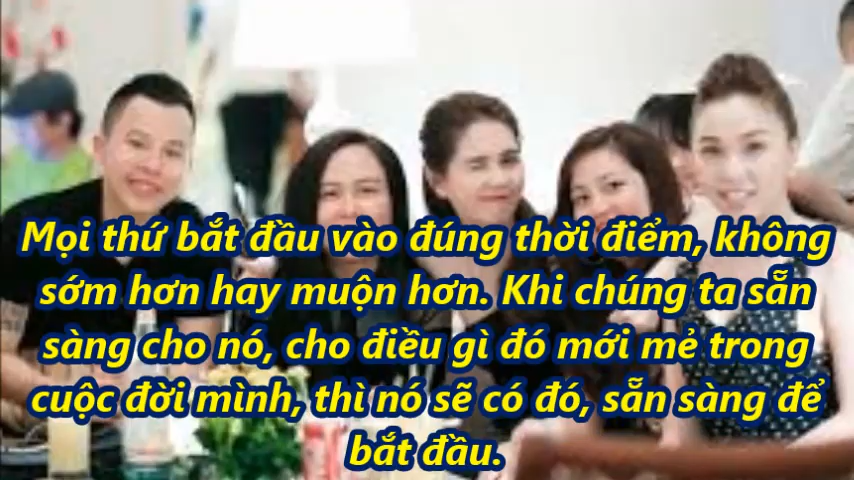 Mọi thứ bắt đầu vào đúng thời điểm, không
sớm hơn hay muộn hơn. Khi chúng ta sẵn
sàng cho nó, cho điều gì đó mới mẻ trong
cuộc đời mình, thì nó sẽ có đó, sẵn sàng để
bắt đầu.